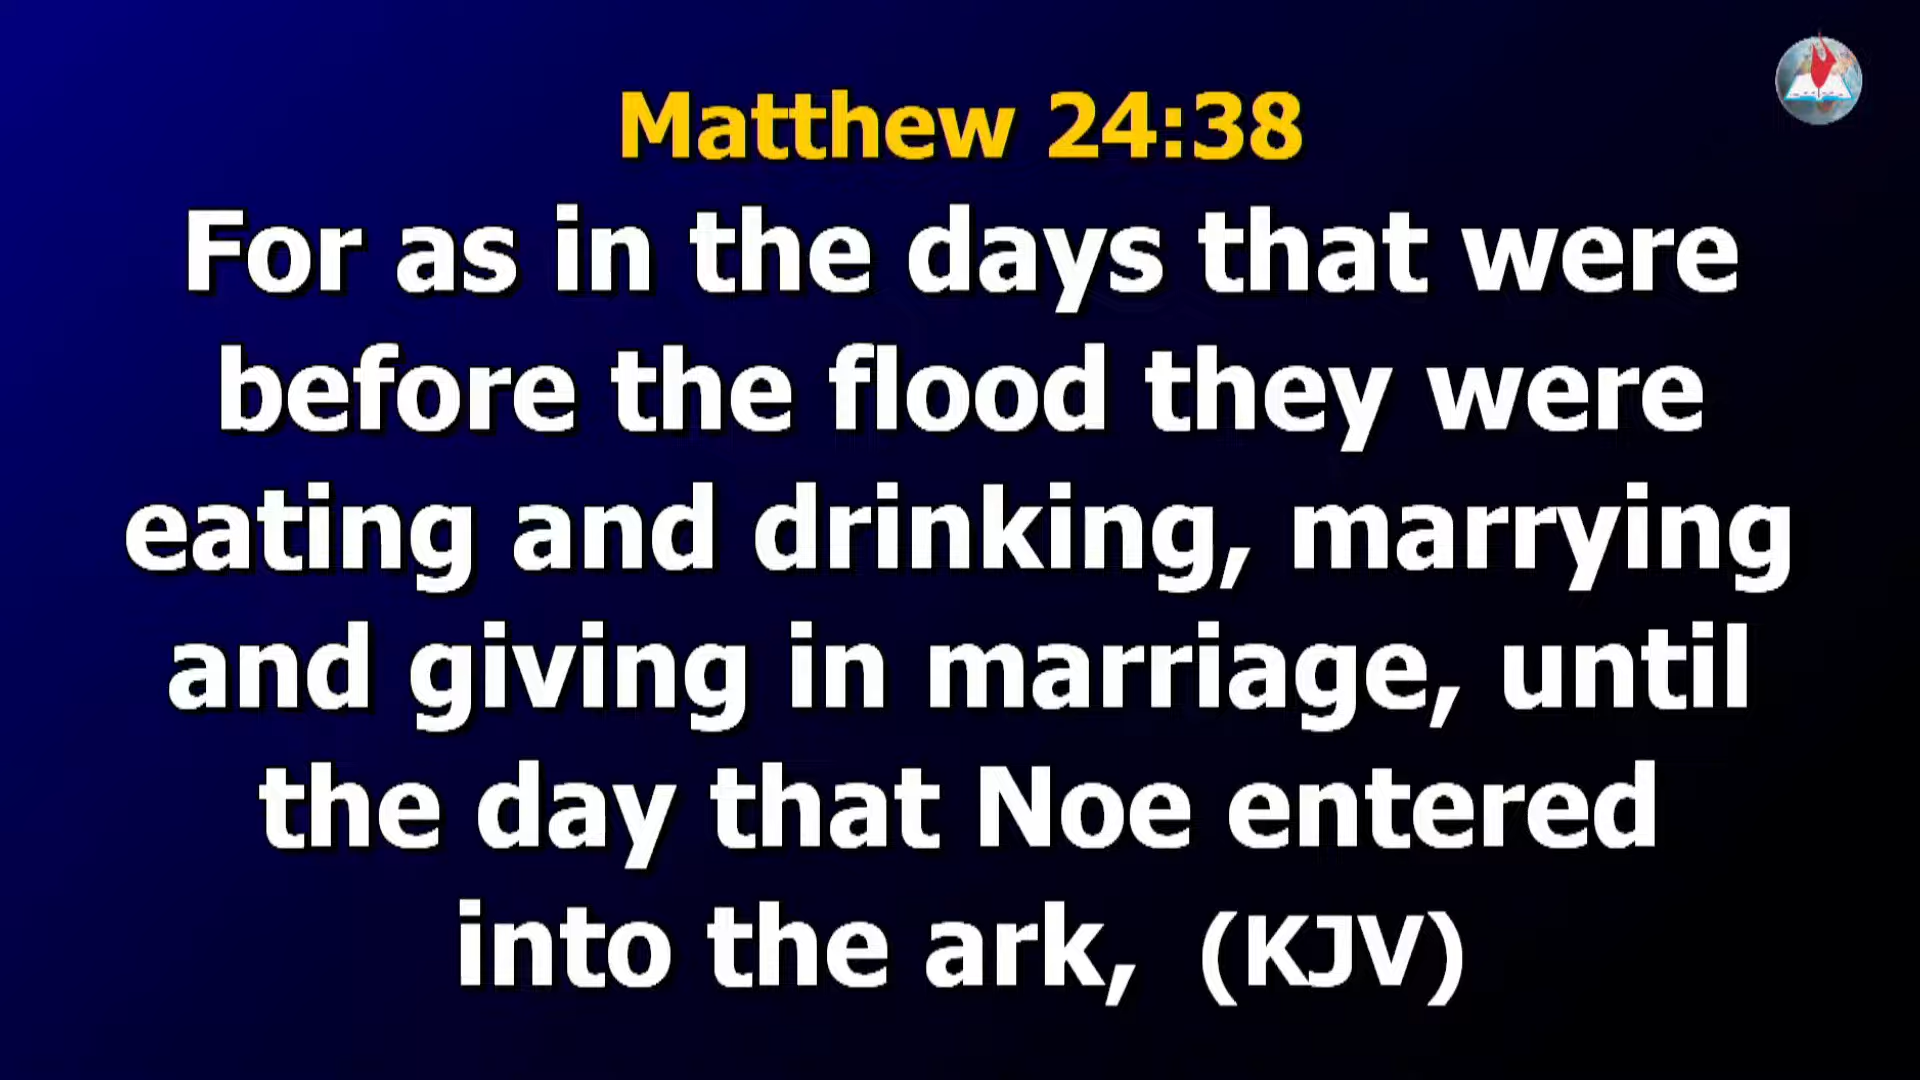 Matthew 24:38
For as in the days that were
before the flood they were
eating and drinking, marrying
and giving in marriage, until
the day that Noe entered
into the ark, (KJV)